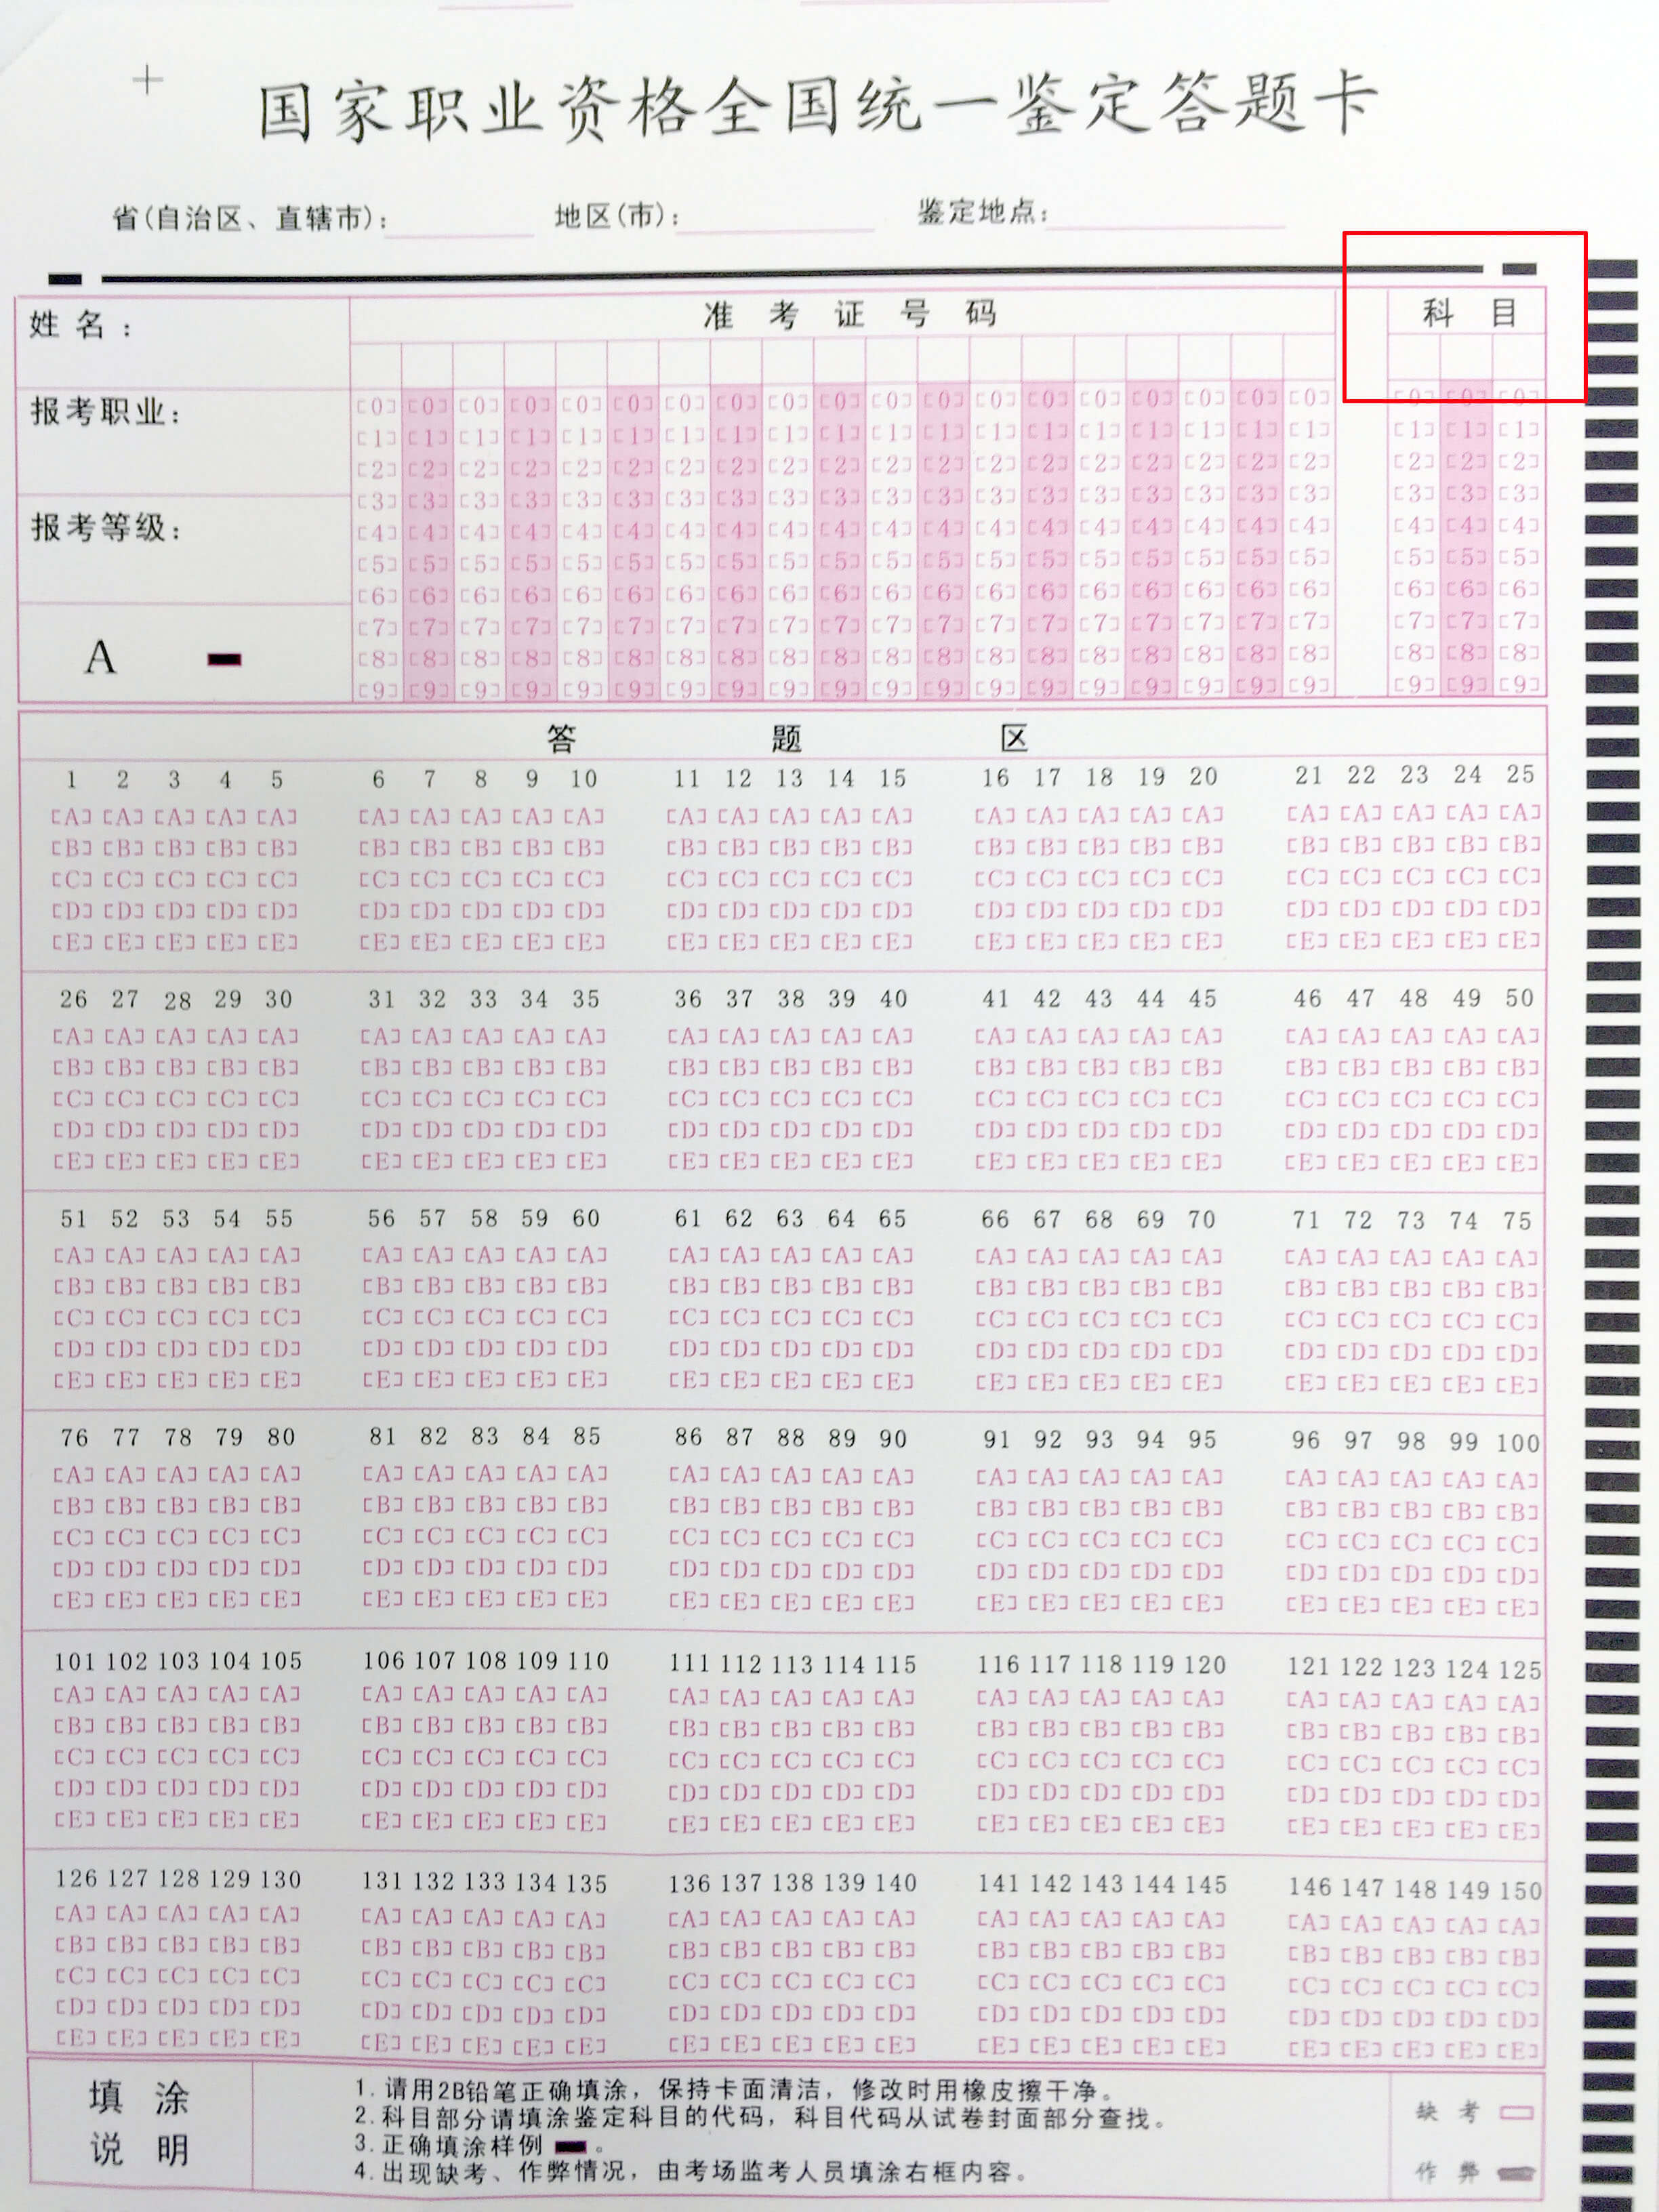 国家职业资格全国统一鉴定答题卡
省(自治区、直辖市): 地区(市): 鉴定地点:
姓名: 准考证号码 科目
报考职业:
报考等级:
A
[0] [0] [0] [0] [0] [0] [0] [0] [0] [0] [0] [0] [0] [0] [0] [0] [0] [0] [0] [0] [0] [0]
[1] [1] [1] [1] [1] [1] [1] [1] [1] [1] [1] [1] [1] [1] [1] [1] [1] [1] [1] [1] [1] [1]
[2] [2] [2] [2] [2] [2] [2] [2] [2] [2] [2] [2] [2] [2] [2] [2] [2] [2] [2] [2] [2] [2]
[3] [3] [3] [3] [3] [3] [3] [3] [3] [3] [3] [3] [3] [3] [3] [3] [3] [3] [3] [3] [3] [3]
[4] [4] [4] [4] [4] [4] [4] [4] [4] [4] [4] [4] [4] [4] [4] [4] [4] [4] [4] [4] [4] [4]
[5] [5] [5] [5] [5] [5] [5] [5] [5] [5] [5] [5] [5] [5] [5] [5] [5] [5] [5] [5] [5] [5]
[6] [6] [6] [6] [6] [6] [6] [6] [6] [6] [6] [6] [6] [6] [6] [6] [6] [6] [6] [6] [6] [6]
[7] [7] [7] [7] [7] [7] [7] [7] [7] [7] [7] [7] [7] [7] [7] [7] [7] [7] [7] [7] [7] [7]
[8] [8] [8] [8] [8] [8] [8] [8] [8] [8] [8] [8] [8] [8] [8] [8] [8] [8] [8] [8] [8] [8]
[9] [9] [9] [9] [9] [9] [9] [9] [9] [9] [9] [9] [9] [9] [9] [9] [9] [9] [9] [9] [9] [9]
答题区
1 2 3 4 5 6 7 8 9 10 11 12 13 14 15 16 17 18 19 20 21 22 23 24 25
[A] [A] [A] [A] [A] [A] [A] [A] [A] [A] [A] [A] [A] [A] [A] [A] [A] [A] [A] [A] [A] [A] [A] [A] [A]
[B] [B] [B] [B] [B] [B] [B] [B] [B] [B] [B] [B] [B] [B] [B] [B] [B] [B] [B] [B] [B] [B] [B] [B] [B]
[C] [C] [C] [C] [C] [C] [C] [C] [C] [C] [C] [C] [C] [C] [C] [C] [C] [C] [C] [C] [C] [C] [C] [C] [C]
[D] [D] [D] [D] [D] [D] [D] [D] [D] [D] [D] [D] [D] [D] [D] [D] [D] [D] [D] [D] [D] [D] [D] [D] [D]
[E] [E] [E] [E] [E] [E] [E] [E] [E] [E] [E] [E] [E] [E] [E] [E] [E] [E] [E] [E] [E] [E] [E] [E] [E]
26 27 28 29 30 31 32 33 34 35 36 37 38 39 40 41 42 43 44 45 46 47 48 49 50
[A] [A] [A] [A] [A] [A] [A] [A] [A] [A] [A] [A] [A] [A] [A] [A] [A] [A] [A] [A] [A] [A] [A] [A] [A]
[B] [B] [B] [B] [B] [B] [B] [B] [B] [B] [B] [B] [B] [B] [B] [B] [B] [B] [B] [B] [B] [B] [B] [B] [B]
[C] [C] [C] [C] [C] [C] [C] [C] [C] [C] [C] [C] [C] [C] [C] [C] [C] [C] [C] [C] [C] [C] [C] [C] [C]
[D] [D] [D] [D] [D] [D] [D] [D] [D] [D] [D] [D] [D] [D] [D] [D] [D] [D] [D] [D] [D] [D] [D] [D] [D]
[E] [E] [E] [E] [E] [E] [E] [E] [E] [E] [E] [E] [E] [E] [E] [E] [E] [E] [E] [E] [E] [E] [E] [E] [E]
51 52 53 54 55 56 57 58 59 60 61 62 63 64 65 66 67 68 69 70 71 72 73 74 75
[A] [A] [A] [A] [A] [A] [A] [A] [A] [A] [A] [A] [A] [A] [A] [A] [A] [A] [A] [A] [A] [A] [A] [A] [A]
[B] [B] [B] [B] [B] [B] [B] [B] [B] [B] [B] [B] [B] [B] [B] [B] [B] [B] [B] [B] [B] [B] [B] [B] [B]
[C] [C] [C] [C] [C] [C] [C] [C] [C] [C] [C] [C] [C] [C] [C] [C] [C] [C] [C] [C] [C] [C] [C] [C] [C]
[D] [D] [D] [D] [D] [D] [D] [D] [D] [D] [D] [D] [D] [D] [D] [D] [D] [D] [D] [D] [D] [D] [D] [D] [D]
[E] [E] [E] [E] [E] [E] [E] [E] [E] [E] [E] [E] [E] [E] [E] [E] [E] [E] [E] [E] [E] [E] [E] [E] [E]
76 77 78 79 80 81 82 83 84 85 86 87 88 89 90 91 92 93 94 95 96 97 98 99 100
[A] [A] [A] [A] [A] [A] [A] [A] [A] [A] [A] [A] [A] [A] [A] [A] [A] [A] [A] [A] [A] [A] [A] [A] [A]
[B] [B] [B] [B] [B] [B] [B] [B] [B] [B] [B] [B] [B] [B] [B] [B] [B] [B] [B] [B] [B] [B] [B] [B] [B]
[C] [C] [C] [C] [C] [C] [C] [C] [C] [C] [C] [C] [C] [C] [C] [C] [C] [C] [C] [C] [C] [C] [C] [C] [C]
[D] [D] [D] [D] [D] [D] [D] [D] [D] [D] [D] [D] [D] [D] [D] [D] [D] [D] [D] [D] [D] [D] [D] [D] [D]
[E] [E] [E] [E] [E] [E] [E] [E] [E] [E] [E] [E] [E] [E] [E] [E] [E] [E] [E] [E] [E] [E] [E] [E] [E]
101 102 103 104 105 106 107 108 109 110 111 112 113 114 115 116 117 118 119 120 121 122 123 124 125
[A] [A] [A] [A] [A] [A] [A] [A] [A] [A] [A] [A] [A] [A] [A] [A] [A] [A] [A] [A] [A] [A] [A] [A] [A]
[B] [B] [B] [B] [B] [B] [B] [B] [B] [B] [B] [B] [B] [B] [B] [B] [B] [B] [B] [B] [B] [B] [B] [B] [B]
[C] [C] [C] [C] [C] [C] [C] [C] [C] [C] [C] [C] [C] [C] [C] [C] [C] [C] [C] [C] [C] [C] [C] [C] [C]
[D] [D] [D] [D] [D] [D] [D] [D] [D] [D] [D] [D] [D] [D] [D] [D] [D] [D] [D] [D] [D] [D] [D] [D] [D]
[E] [E] [E] [E] [E] [E] [E] [E] [E] [E] [E] [E] [E] [E] [E] [E] [E] [E] [E] [E] [E] [E] [E] [E] [E]
126 127 128 129 130 131 132 133 134 135 136 137 138 139 140 141 142 143 144 145 146 147 148 149 150
[A] [A] [A] [A] [A] [A] [A] [A] [A] [A] [A] [A] [A] [A] [A] [A] [A] [A] [A] [A] [A] [A] [A] [A] [A]
[B] [B] [B] [B] [B] [B] [B] [B] [B] [B] [B] [B] [B] [B] [B] [B] [B] [B] [B] [B] [B] [B] [B] [B] [B]
[C] [C] [C] [C] [C] [C] [C] [C] [C] [C] [C] [C] [C] [C] [C] [C] [C] [C] [C] [C] [C] [C] [C] [C] [C]
[D] [D] [D] [D] [D] [D] [D] [D] [D] [D] [D] [D] [D] [D] [D] [D] [D] [D] [D] [D] [D] [D] [D] [D] [D]
[E] [E] [E] [E] [E] [E] [E] [E] [E] [E] [E] [E] [E] [E] [E] [E] [E] [E] [E] [E] [E] [E] [E] [E] [E]
填涂
说明
1.请用2B铅笔正确填涂，保持卡面清洁，修改时用橡皮擦干净。
2.科目部分请填涂鉴定科目的代码，科目代码从试卷封面部分查找。
3.正确填涂样例 。
4.出现缺考、作弊情况，由考场监考人员填涂右框内容。
缺考
作弊